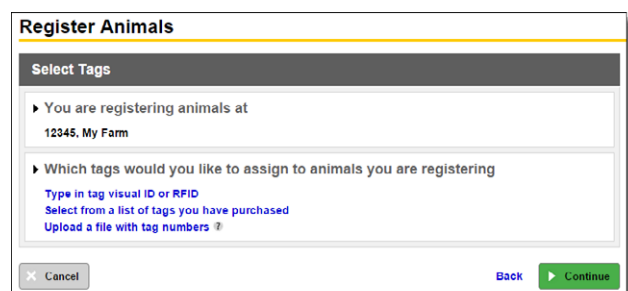 Register Animals
Select Tags
You are registering animals at
12345, My Farm
Which tags would you like to assign to animals you are registering
Type in tag visual ID or RFID
Select from a list of tags you have purchased
Upload a file with tag numbers ?
Cancel
Back
Continue